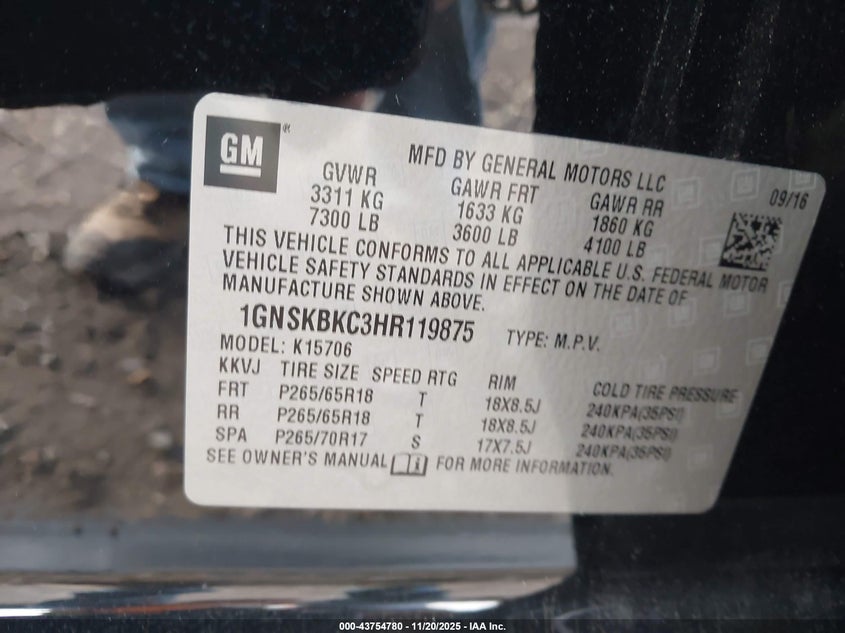 GM ®
MFD BY GENERAL MOTORS LLC
09/16
GVWR GAWR FRT GAWR RR
3311 KG 1633 KG 1860 KG
7300 LB 3600 LB 4100 LB
THIS VEHICLE CONFORMS TO ALL APPLICABLE U.S. FEDERAL MOTOR
VEHICLE SAFETY STANDARDS IN EFFECT ON THE DATE OF
MANUFACTURE SHOWN ABOVE.
1GNSKBKC3HR119875 TYPE: M.P.V.
MODEL: K15706
KKVJ TIRE SIZE SPEED RTG RIM COLD TIRE PRESSURE
FRT P265/65R18 T 18X8.5J 240KPA(35PSI)
RR P265/65R18 T 18X8.5J 240KPA(35PSI)
SPA P265/70R17 S 17X7.5J 240KPA(35PSI)
SEE OWNER'S MANUAL FOR MORE INFORMATION.
000-43754780 - 11/20/2025 - IAA Inc.